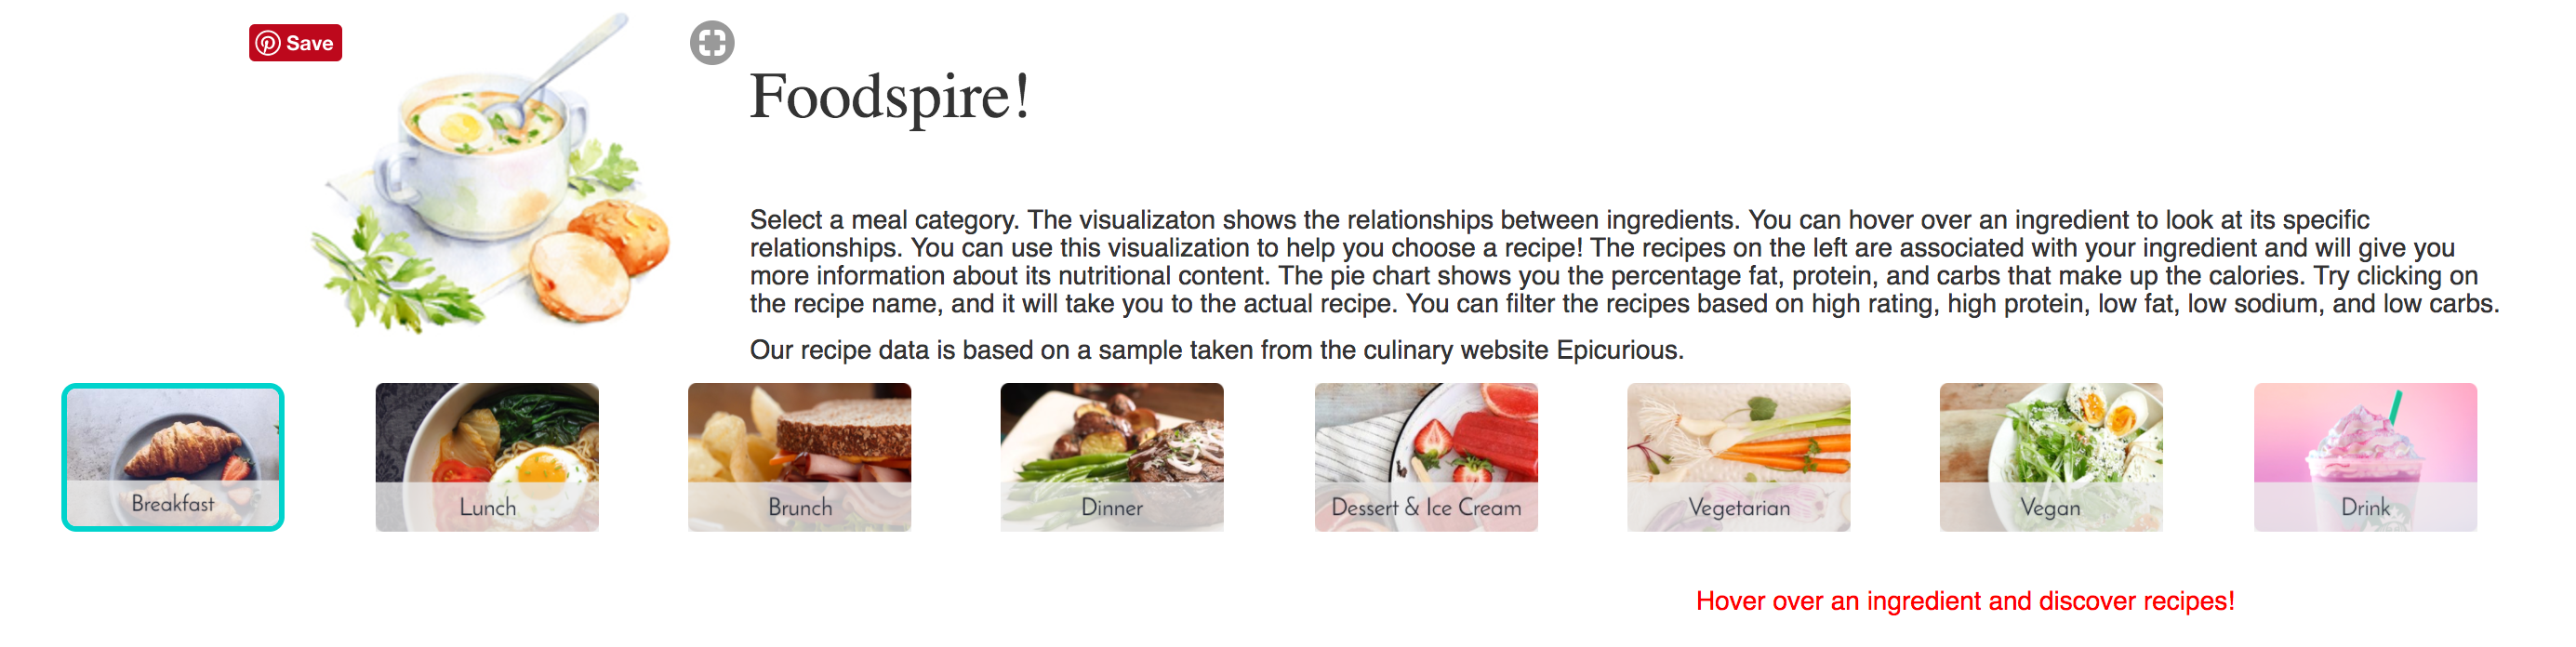 Save
Foodspire!
Select a meal category. The visualizaton shows the relationships between ingredients. You can hover over an ingredient to look at its specific
relationships. You can use this visualization to help you choose a recipe! The recipes on the left are associated with your ingredient and will give you
more information about its nutritional content. The pie chart shows you the percentage fat, protein, and carbs that make up the calories. Try clicking on
the recipe name, and it will take you to the actual recipe. You can filter the recipes based on high rating, high protein, low fat, low sodium, and low carbs.
Our recipe data is based on a sample taken from the culinary website Epicurious.
Breakfast
Lunch
Brunch
Dinner
Dessert & Ice Cream
Vegetarian
Vegan
Drink
Hover over an ingredient and discover recipes!